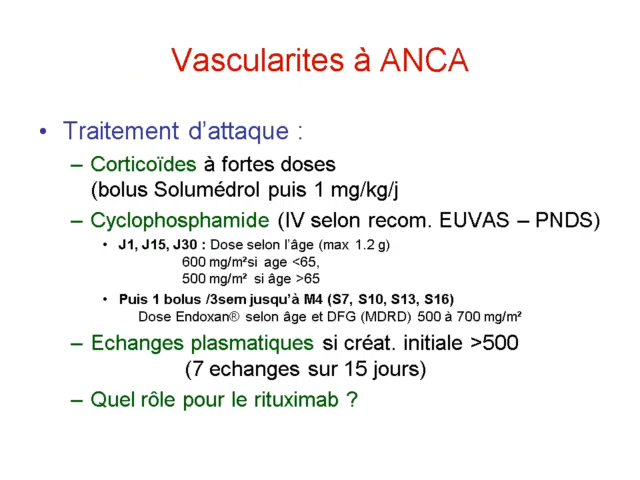 Vascularites à ANCA
• Traitement d'attaque :
– Corticoïdes à fortes doses
(bolus Solumédrol puis 1 mg/kg/j
– Cyclophosphamide (IV selon recom. EUVAS – PNDS)
• J1, J15, J30 : Dose selon l'âge (max 1.2 g)
600 mg/m²si age <65,
500 mg/m² si âge >65
• Puis 1 bolus /3sem jusqu'à M4 (S7, S10, S13, S16)
Dose Endoxan® selon âge et DFG (MDRD) 500 à 700 mg/m²
– Echanges plasmatiques si créat. initiale >500
(7 echanges sur 15 jours)
– Quel rôle pour le rituximab ?